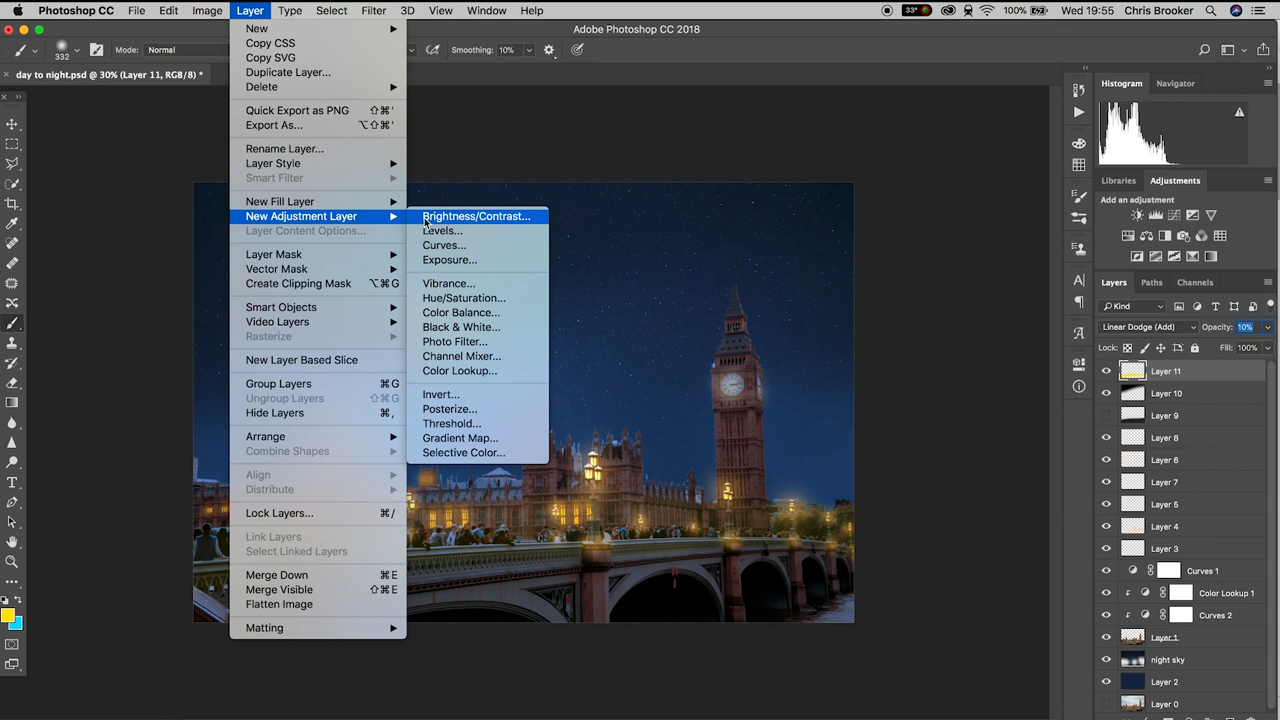 Photoshop CC File Edit Image Layer Type Select Filter 3D View Window Help 33° 100% Wed 19:55 Chris Brooker
Adobe Photoshop CC 2018
332 Mode: Normal Smoothing: 10%
× day to night.psd @ 30% (Layer 11, RGB/8) *
New
Copy CSS
Copy SVG
Duplicate Layer...
Delete
Quick Export as PNG ⇧⌘'
Export As... ⌥⇧⌘'
Rename Layer...
Layer Style
Smart Filter
New Fill Layer
New Adjustment Layer
Layer Content Options...
Layer Mask
Vector Mask
Create Clipping Mask ⌥⌘G
Smart Objects
Video Layers
Rasterize
New Layer Based Slice
Group Layers ⌘G
Ungroup Layers ⇧⌘G
Hide Layers ⌘,
Arrange
Combine Shapes
Align
Distribute
Lock Layers... ⌘/
Link Layers
Select Linked Layers
Merge Down ⌘E
Merge Visible ⇧⌘E
Flatten Image
Matting
Brightness/Contrast...
Levels...
Curves...
Exposure...
Vibrance...
Hue/Saturation...
Color Balance...
Black & White...
Photo Filter...
Channel Mixer...
Color Lookup...
Invert...
Posterize...
Threshold...
Gradient Map...
Selective Color...
Histogram Navigator
Libraries Adjustments
Add an adjustment
Layers Paths Channels
Kind
Linear Dodge (Add) Opacity: 10%
Lock: Fill: 100%
Layer 11
Layer 10
Layer 9
Layer 8
Layer 6
Layer 7
Layer 5
Layer 4
Layer 3
Curves 1
Color Lookup 1
Curves 2
Layer 1
night sky
Layer 2
Layer 0